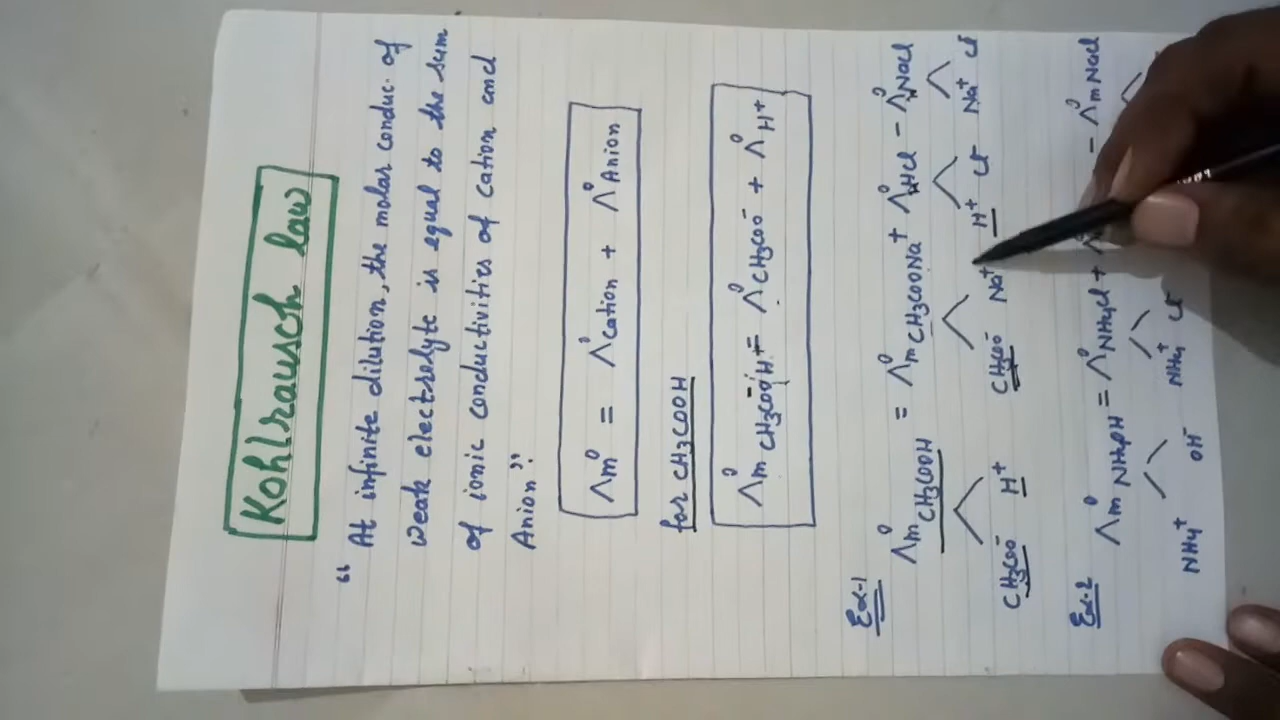 Kohlrausch law
“ At infinite dilution, the molar conduc. of
Weak electrolyte is equal to the sum
of ionic conductivities of cation and
Anion”.
Λ°m = Λ°Cation + Λ°Anion
for CH3COOH
Λ°m CH3COO⁻H⁺ = Λ°CH3COO⁻ + Λ°H⁺
Ex-1
Λ°m CH3COOH = Λ°m CH3COONa + Λ°m HCl − Λ°m NaCl
CH3COO⁻ H⁺ CH3COO⁻ Na⁺ H⁺ Cl⁻ Na⁺ Cl⁻
Ex-2
Λ°m NH4OH = Λ°NH4Cl + − Λ°m NaCl
NH4⁺ OH⁻ NH4⁺ Cl⁻